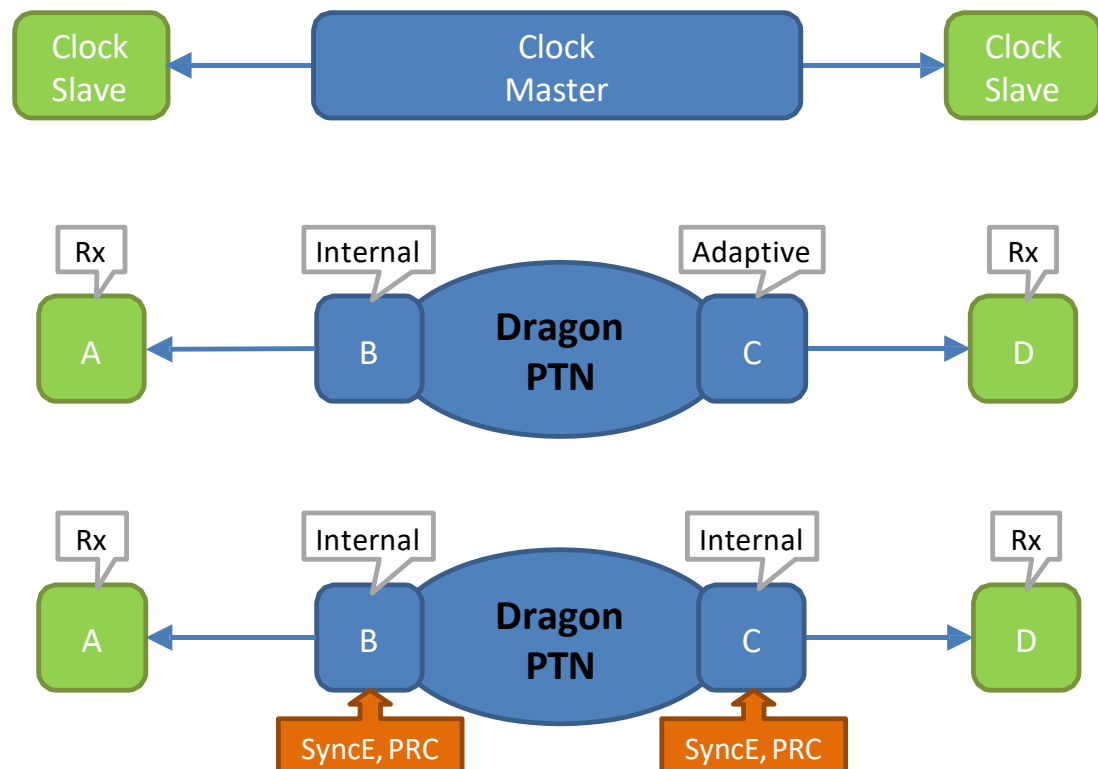 Clock
Slave
Clock
Master
Clock
Slave
Rx
Internal
Adaptive
Rx
A
B
Dragon
PTN
C
D
Rx
Internal
Internal
Rx
A
B
Dragon
PTN
C
D
SyncE, PRC
SyncE, PRC